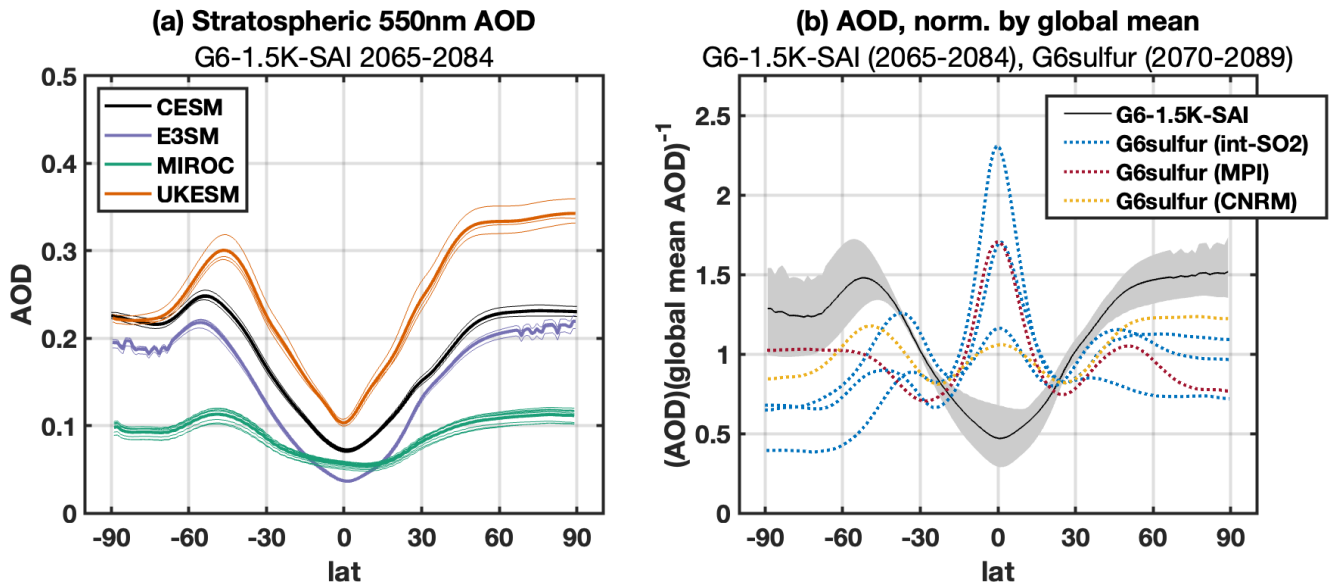 (a) Stratospheric 550nm AOD
G6-1.5K-SAI 2065-2084
0.5
0.4
0.3
0.2
0.1
0
AOD
CESM
E3SM
MIROC
UKESM
-90
-60
-30
0
30
60
90
lat
(b) AOD, norm. by global mean
G6-1.5K-SAI (2065-2084), G6sulfur (2070-2089)
2.5
2
1.5
1
0.5
0
(AOD)(global mean AOD)⁻¹
G6-1.5K-SAI
G6sulfur (int-SO2)
G6sulfur (MPI)
G6sulfur (CNRM)
-90
-60
-30
0
30
60
90
lat